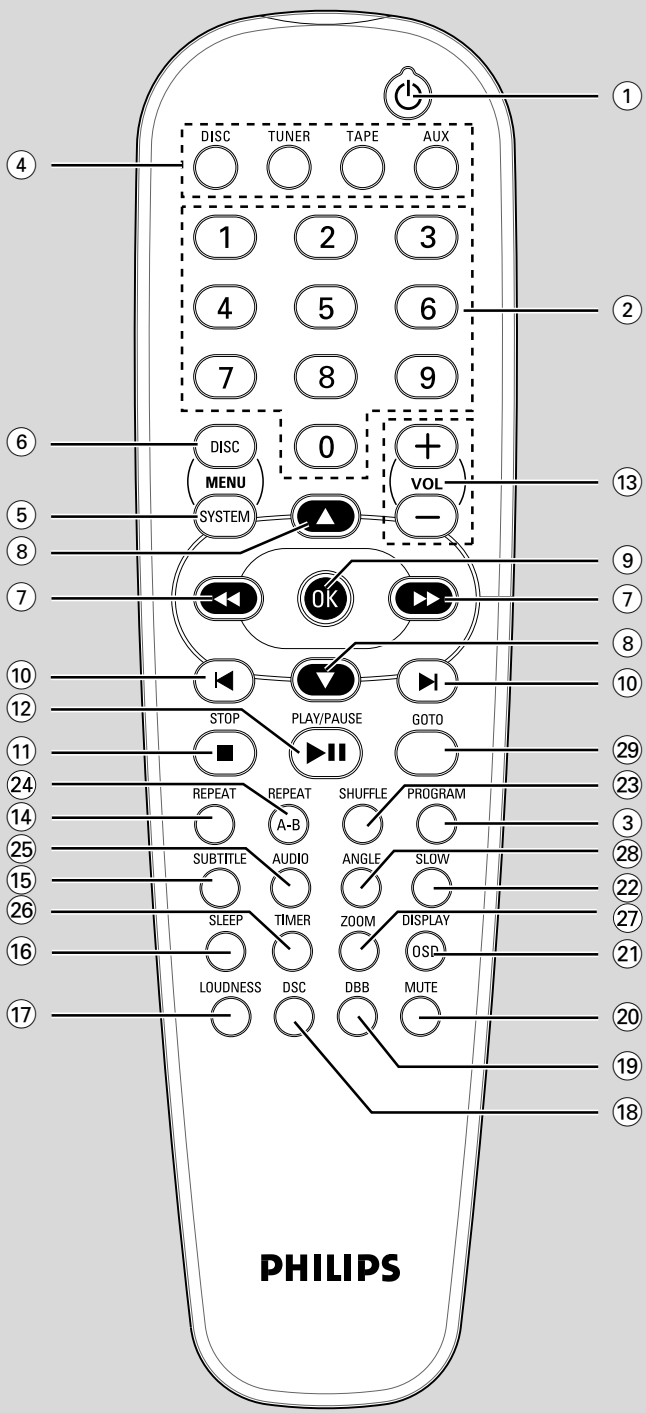 1
DISC TUNER TAPE AUX
4
1 2 3
4 5 6
2
7 8 9
6
DISC
0
+
MENU
VOL
13
5
SYSTEM
−
8
9
7
OK
7
8
10
10
12
STOP PLAY/PAUSE GOTO
11
29
24
REPEAT REPEAT SHUFFLE PROGRAM
23
14
A-B
3
25
SUBTITLE AUDIO ANGLE SLOW
28
15
22
26
SLEEP TIMER ZOOM DISPLAY
27
16
OSD
21
LOUDNESS DSC DBB MUTE
17
20
19
18
PHILIPS